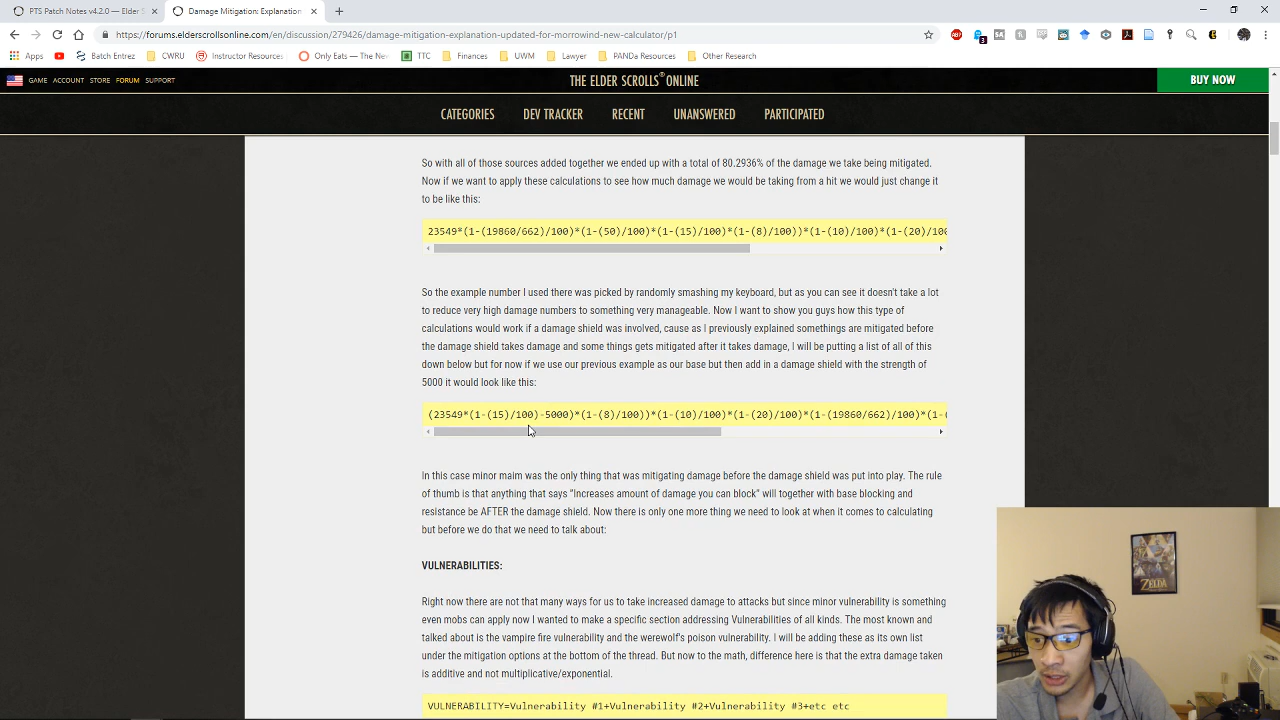 PTS Patch Notes v4.2.0 — Elder S
Damage Mitigation: Explanation
https://forums.elderscrollsonline.com/en/discussion/279426/damage-mitigation-explanation-updated-for-morrowind-new-calculator/p1
Apps
Batch Entrez
CWRU
Instructor Resources
Only Eats — The New
TTC
Finances
UWM
Lawyer
PANDa Resources
Other Research
GAME ACCOUNT STORE FORUM SUPPORT
THE ELDER SCROLLS® ONLINE
BUY NOW
CATEGORIES DEV TRACKER RECENT UNANSWERED PARTICIPATED
So with all of those sources added together we ended up with a total of 80.2936% of the damage we take being mitigated.
Now if we want to apply these calculations to see how much damage we would be taking from a hit we would just change it
to be like this:
23549*(1-(19860/662)/100)*(1-(50)/100)*(1-(15)/100)*(1-(8)/100))*(1-(10)/100)*(1-(20)/100
So the example number I used there was picked by randomly smashing my keyboard, but as you can see it doesn't take a lot
to reduce very high damage numbers to something very manageable. Now I want to show you guys how this type of
calculations would work if a damage shield was involved, cause as I previously explained somethings are mitigated before
the damage shield takes damage and some things gets mitigated after it takes damage, I will be putting a list of all of this
down below but for now if we use our previous example as our base but then add in a damage shield with the strength of
5000 it would look like this:
(23549*(1-(15)/100)-5000)*(1-(8)/100))*(1-(10)/100)*(1-(20)/100)*(1-(19860/662)/100)*(1-(
In this case minor maim was the only thing that was mitigating damage before the damage shield was put into play. The rule
of thumb is that anything that says "Increases amount of damage you can block" will together with base blocking and
resistance be AFTER the damage shield. Now there is only one more thing we need to look at when it comes to calculating
but before we do that we need to talk about:
VULNERABILITIES:
Right now there are not that many ways for us to take increased damage to attacks but since minor vulnerability is something
even mobs can apply now I wanted to make a specific section addressing Vulnerabilities of all kinds. The most known and
talked about is the vampire fire vulnerability and the werewolf's poison vulnerability. I will be adding these as its own list
under the mitigation options at the bottom of the thread. But now to the math, difference here is that the extra damage taken
is additive and not multiplicative/exponential.
VULNERABILITY=Vulnerability #1+Vulnerability #2+Vulnerability #3+etc etc
ZELDA